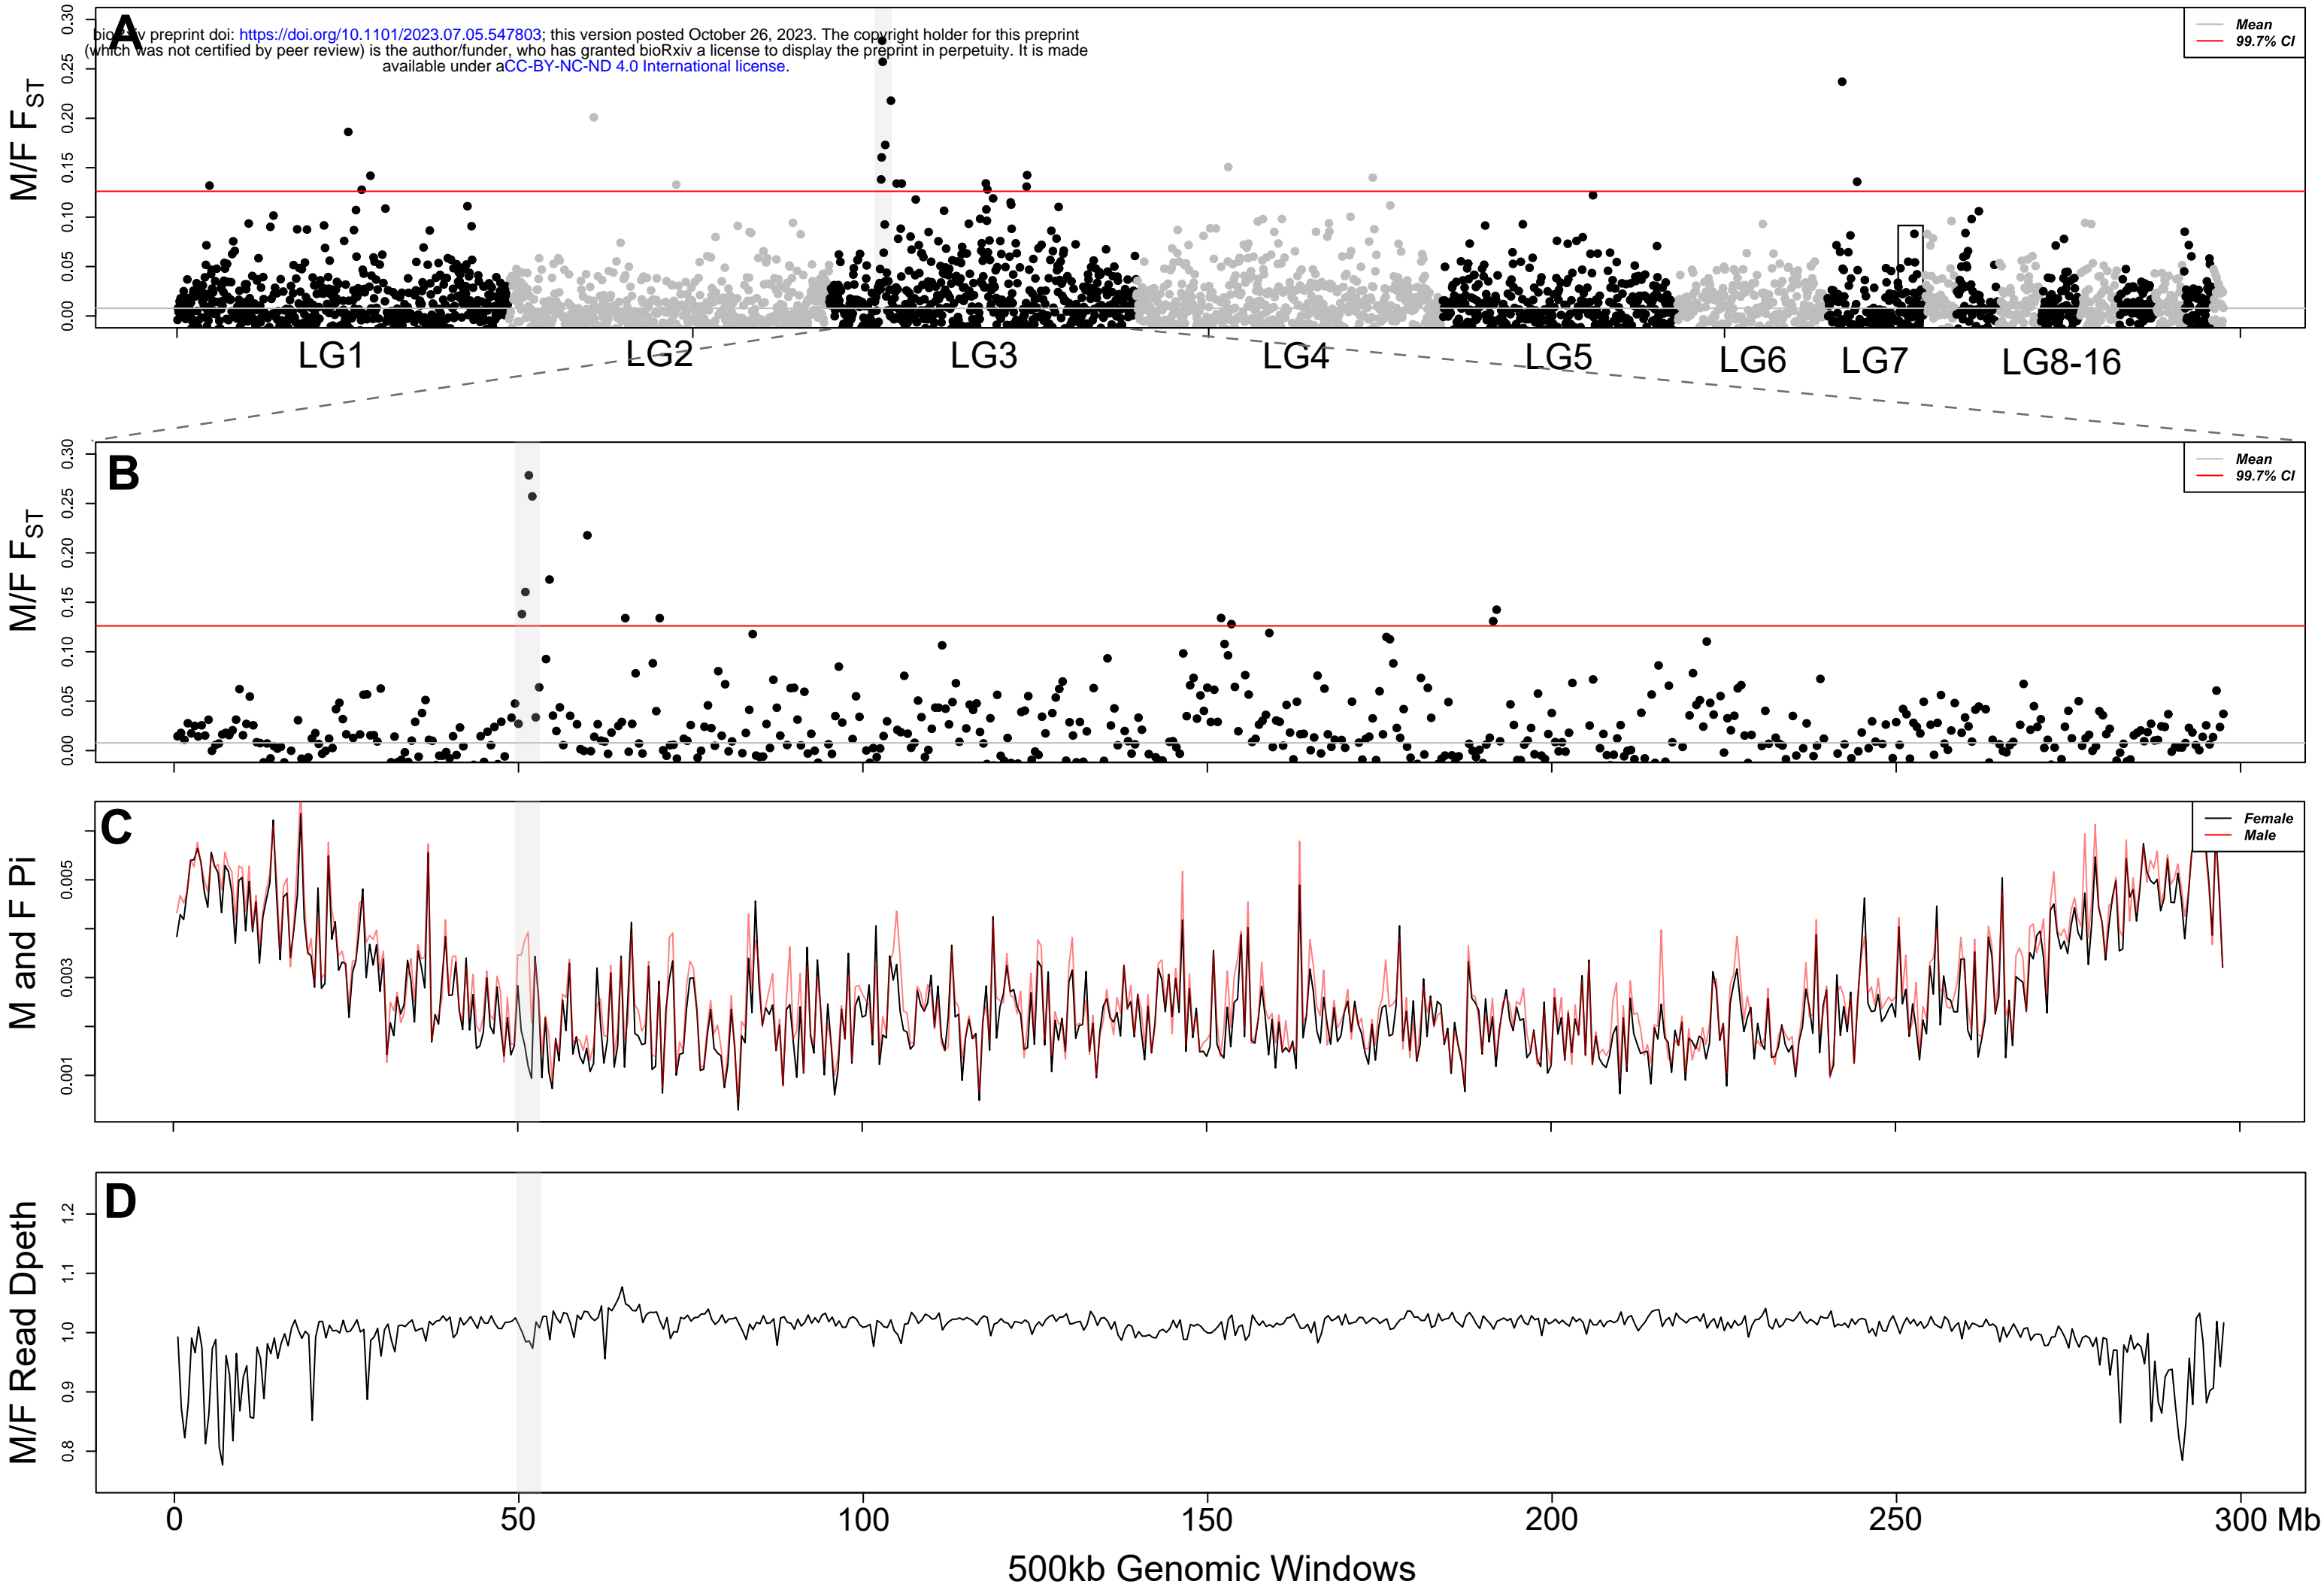 A
bioRxiv preprint doi: https://doi.org/10.1101/2023.07.05.547803; this version posted October 26, 2023. The copyright holder for this preprint
(which was not certified by peer review) is the author/funder, who has granted bioRxiv a license to display the preprint in perpetuity. It is made
available under aCC-BY-NC-ND 4.0 International license.
Mean
99.7% CI
M/F FST
0.30
0.25
0.20
0.15
0.10
0.05
0.00
LG1 LG2 LG3 LG4 LG5 LG6 LG7 LG8-16
B
Mean
99.7% CI
M/F FST
0.30
0.25
0.20
0.15
0.10
0.05
0.00
C
Female
Male
M and F Pi
0.005
0.003
0.001
D
M/F Read Dpeth
1.2
1.1
1.0
0.9
0.8
0 50 100 150 200 250 300 Mb
500kb Genomic Windows